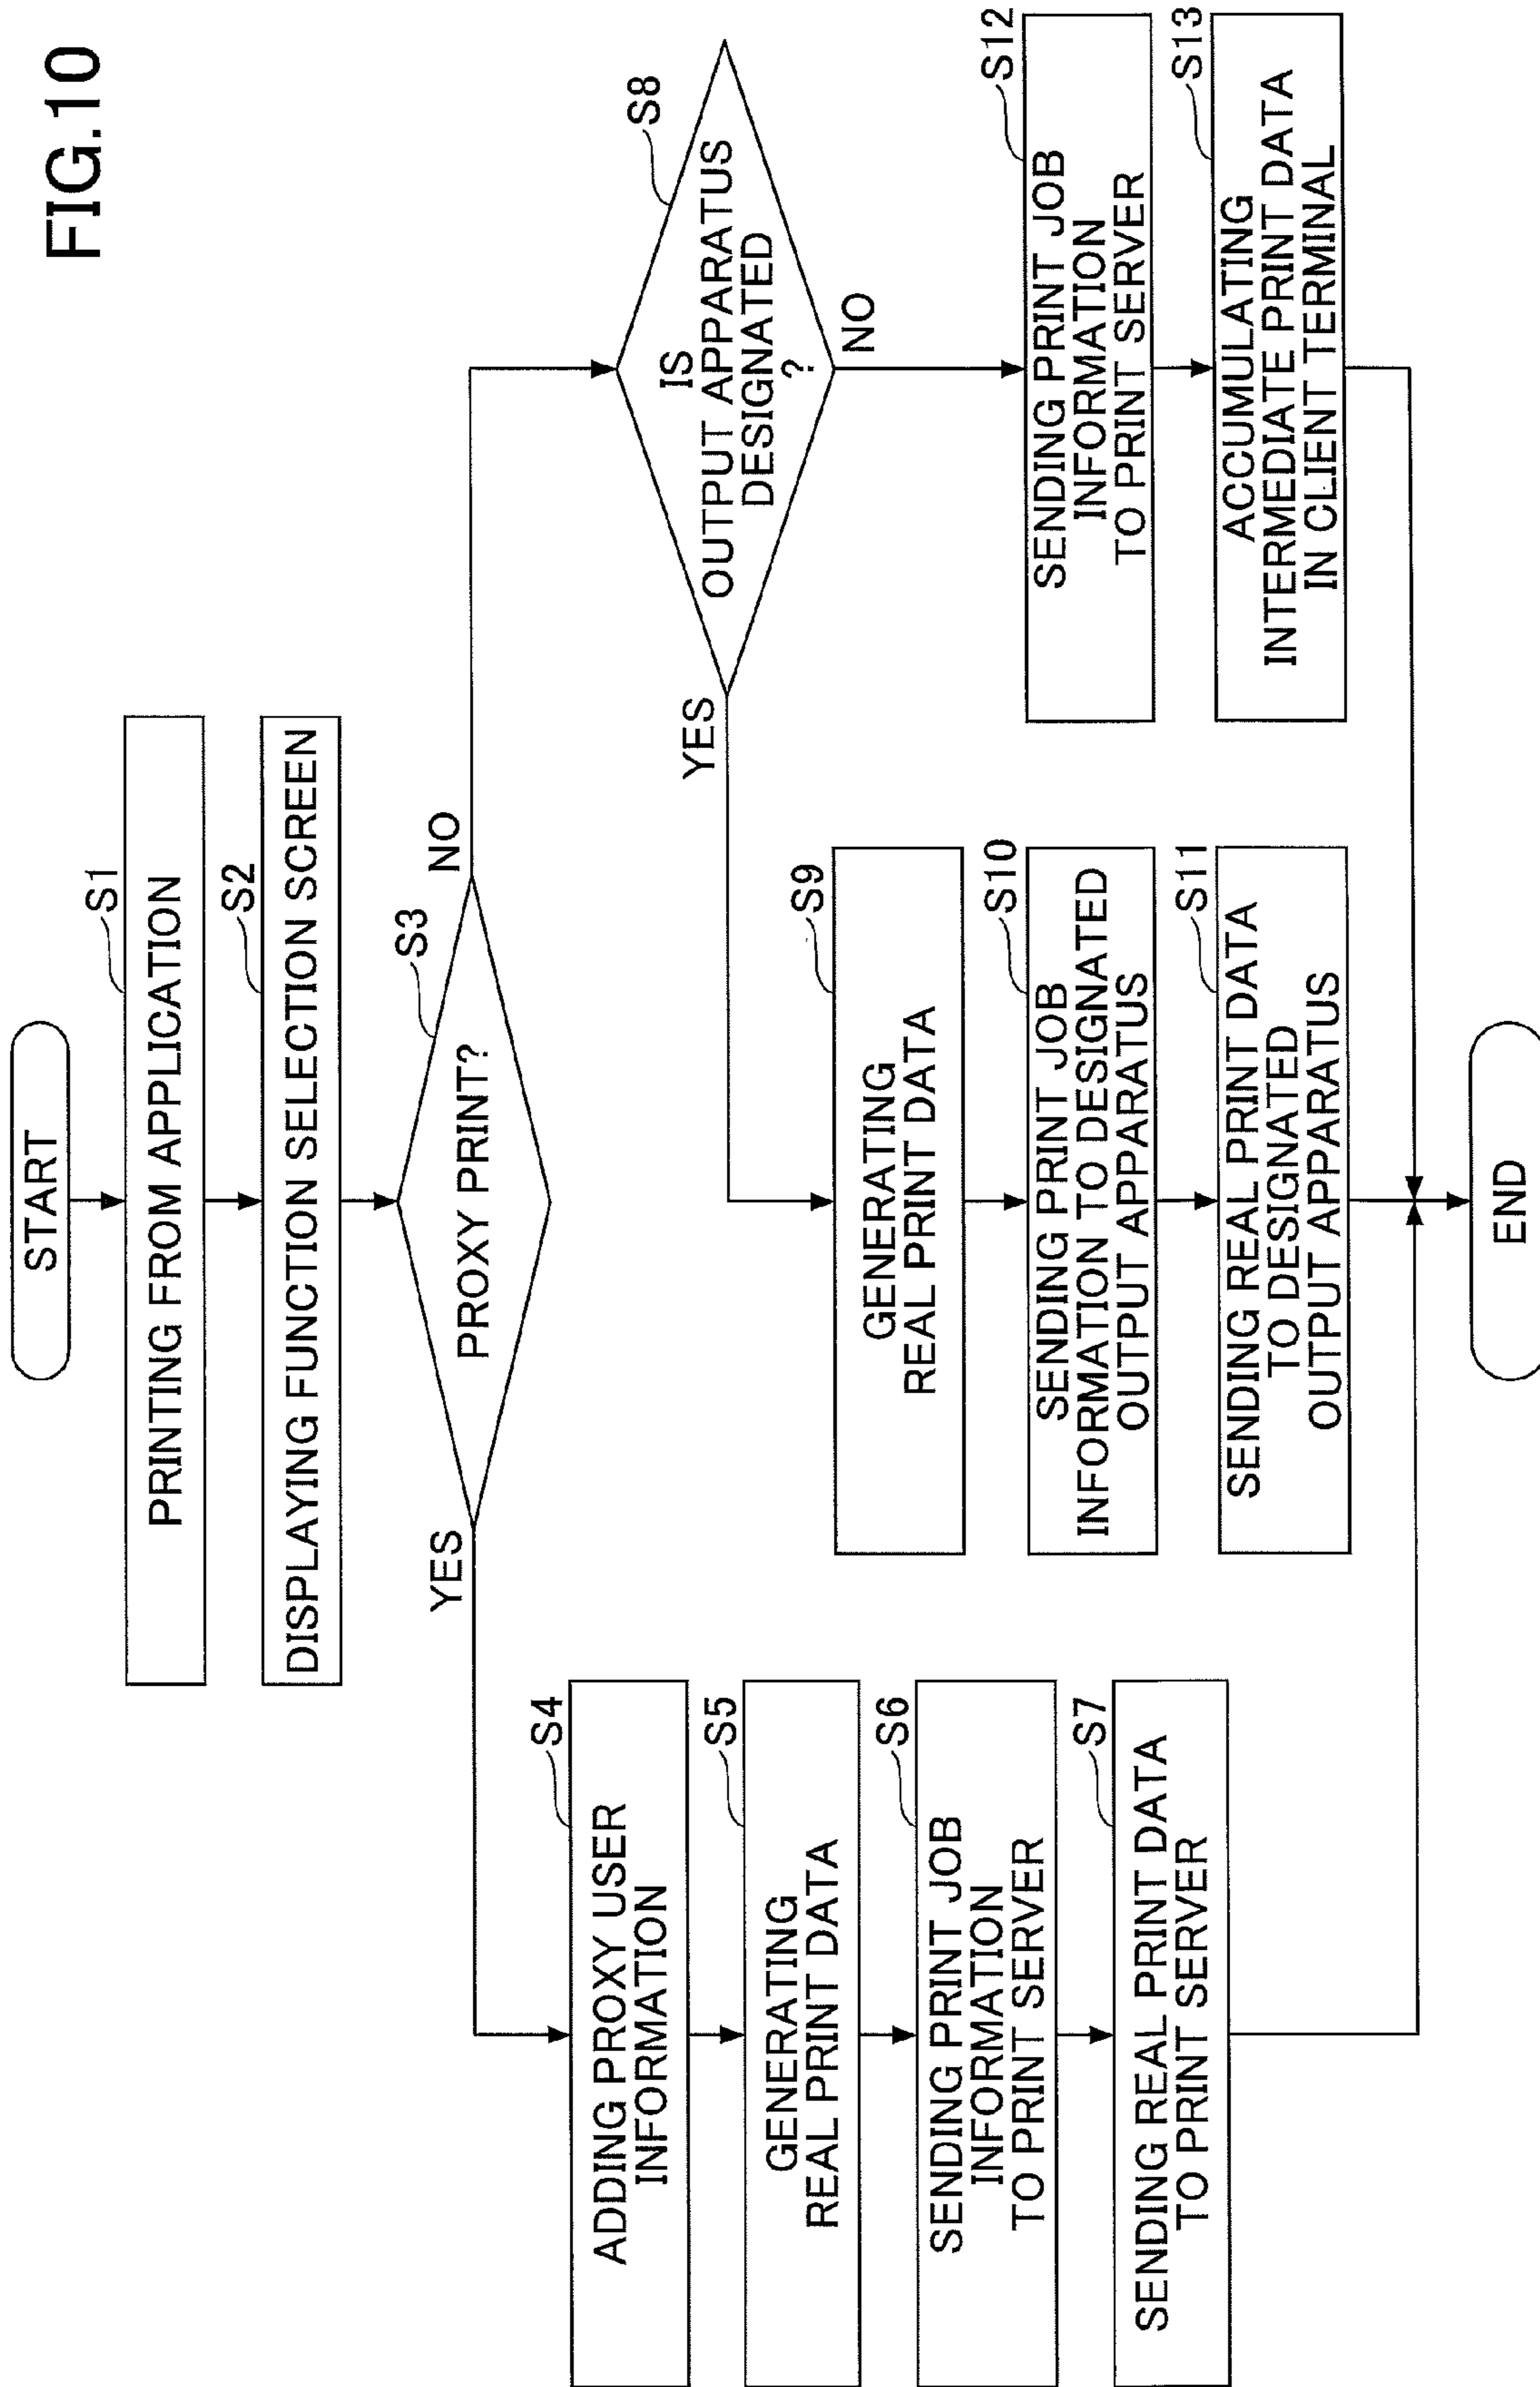 FIG.10
START
S1
PRINTING FROM APPLICATION
S2
DISPLAYING FUNCTION SELECTION SCREEN
S3
PROXY PRINT?
YES
NO
S4
ADDING PROXY USER
INFORMATION
S5
GENERATING
REAL PRINT DATA
S6
SENDING PRINT JOB
INFORMATION
TO PRINT SERVER
S7
SENDING REAL PRINT DATA
TO PRINT SERVER
S8
IS
OUTPUT APPARATUS
DESIGNATED
?
YES
NO
S9
GENERATING
REAL PRINT DATA
S10
SENDING PRINT JOB
INFORMATION TO DESIGNATED
OUTPUT APPARATUS
S11
SENDING REAL PRINT DATA
TO DESIGNATED
OUTPUT APPARATUS
S12
SENDING PRINT JOB
INFORMATION
TO PRINT SERVER
S13
ACCUMULATING
INTERMEDIATE PRINT DATA
IN CLIENT TERMINAL
END